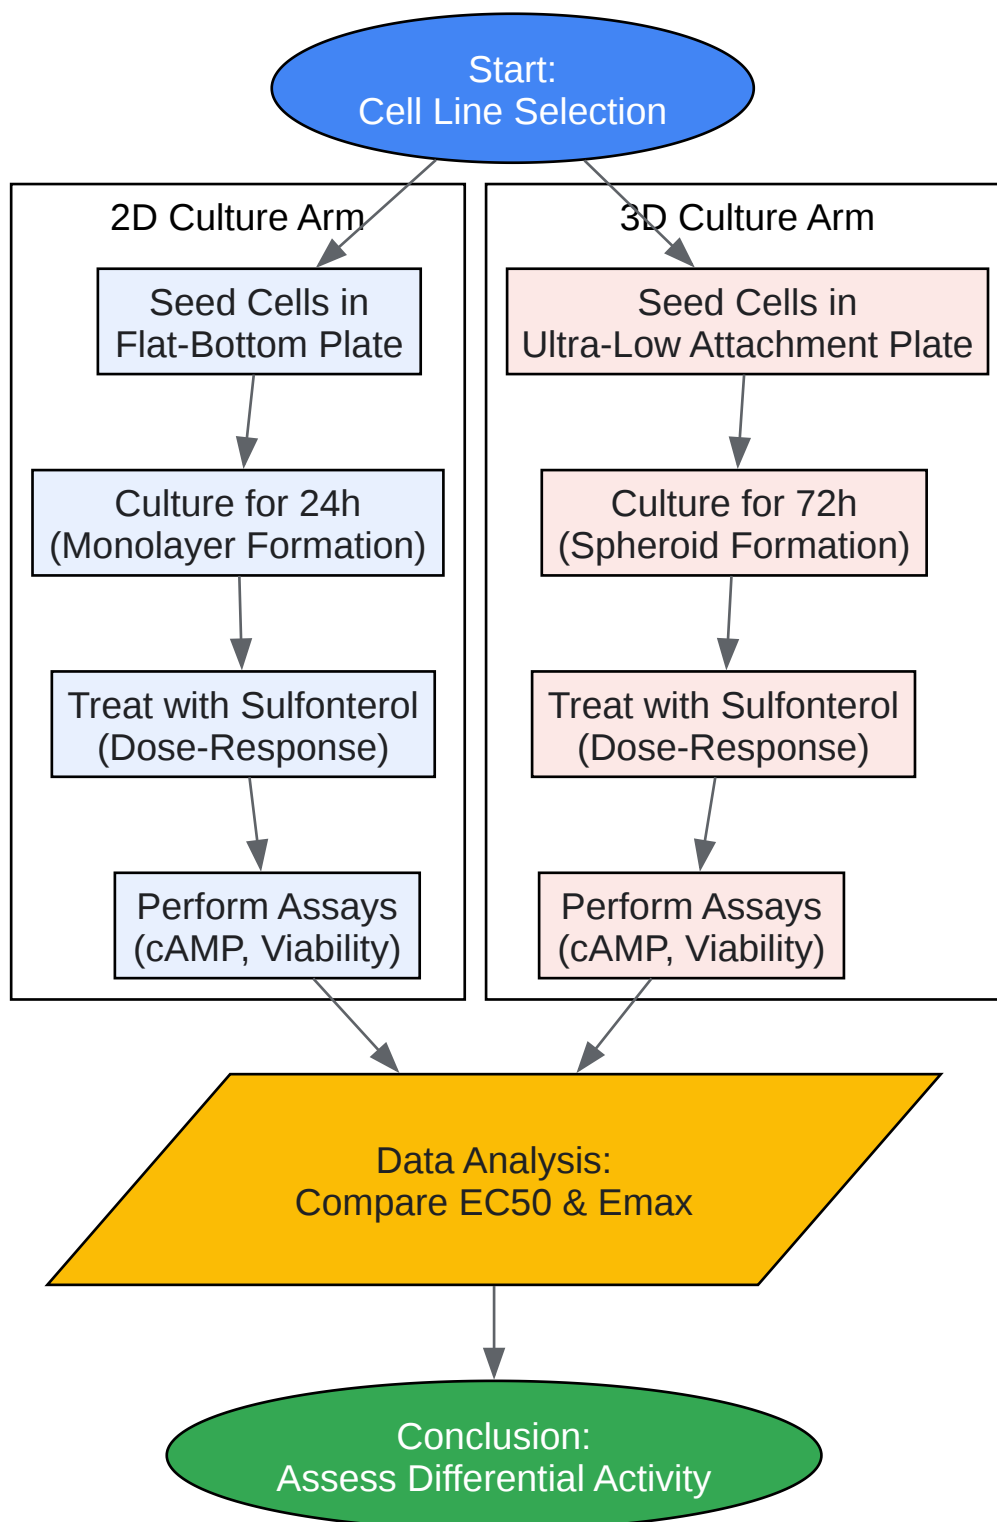 Start:
Cell Line Selection
2D Culture Arm
Seed Cells in
Flat-Bottom Plate
Culture for 24h
(Monolayer Formation)
Treat with Sulfonterol
(Dose-Response)
Perform Assays
(cAMP, Viability)
3D Culture Arm
Seed Cells in
Ultra-Low Attachment Plate
Culture for 72h
(Spheroid Formation)
Treat with Sulfonterol
(Dose-Response)
Perform Assays
(cAMP, Viability)
Data Analysis:
Compare EC50 & Emax
Conclusion:
Assess Differential Activity